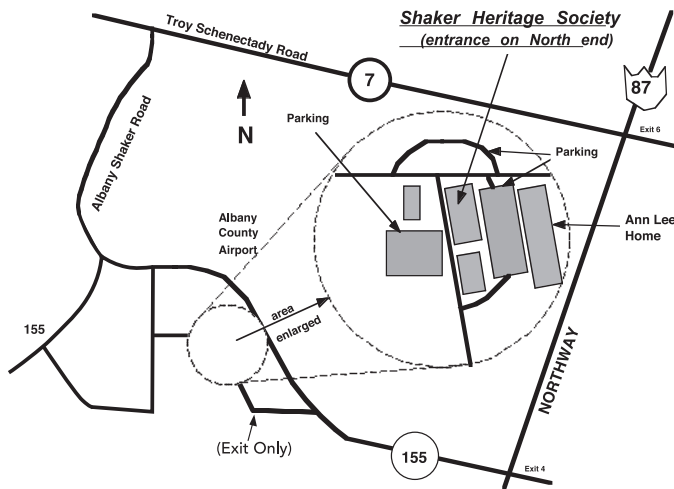 Shaker Heritage Society
(entrance on North end)
Troy Schenectady Road
7
87
Exit 6
N
Parking
Parking
Albany Shaker Road
Albany
County
Airport
Ann Lee
Home
area
enlarged
155
NORTHWAY
(Exit Only)
155
Exit 4